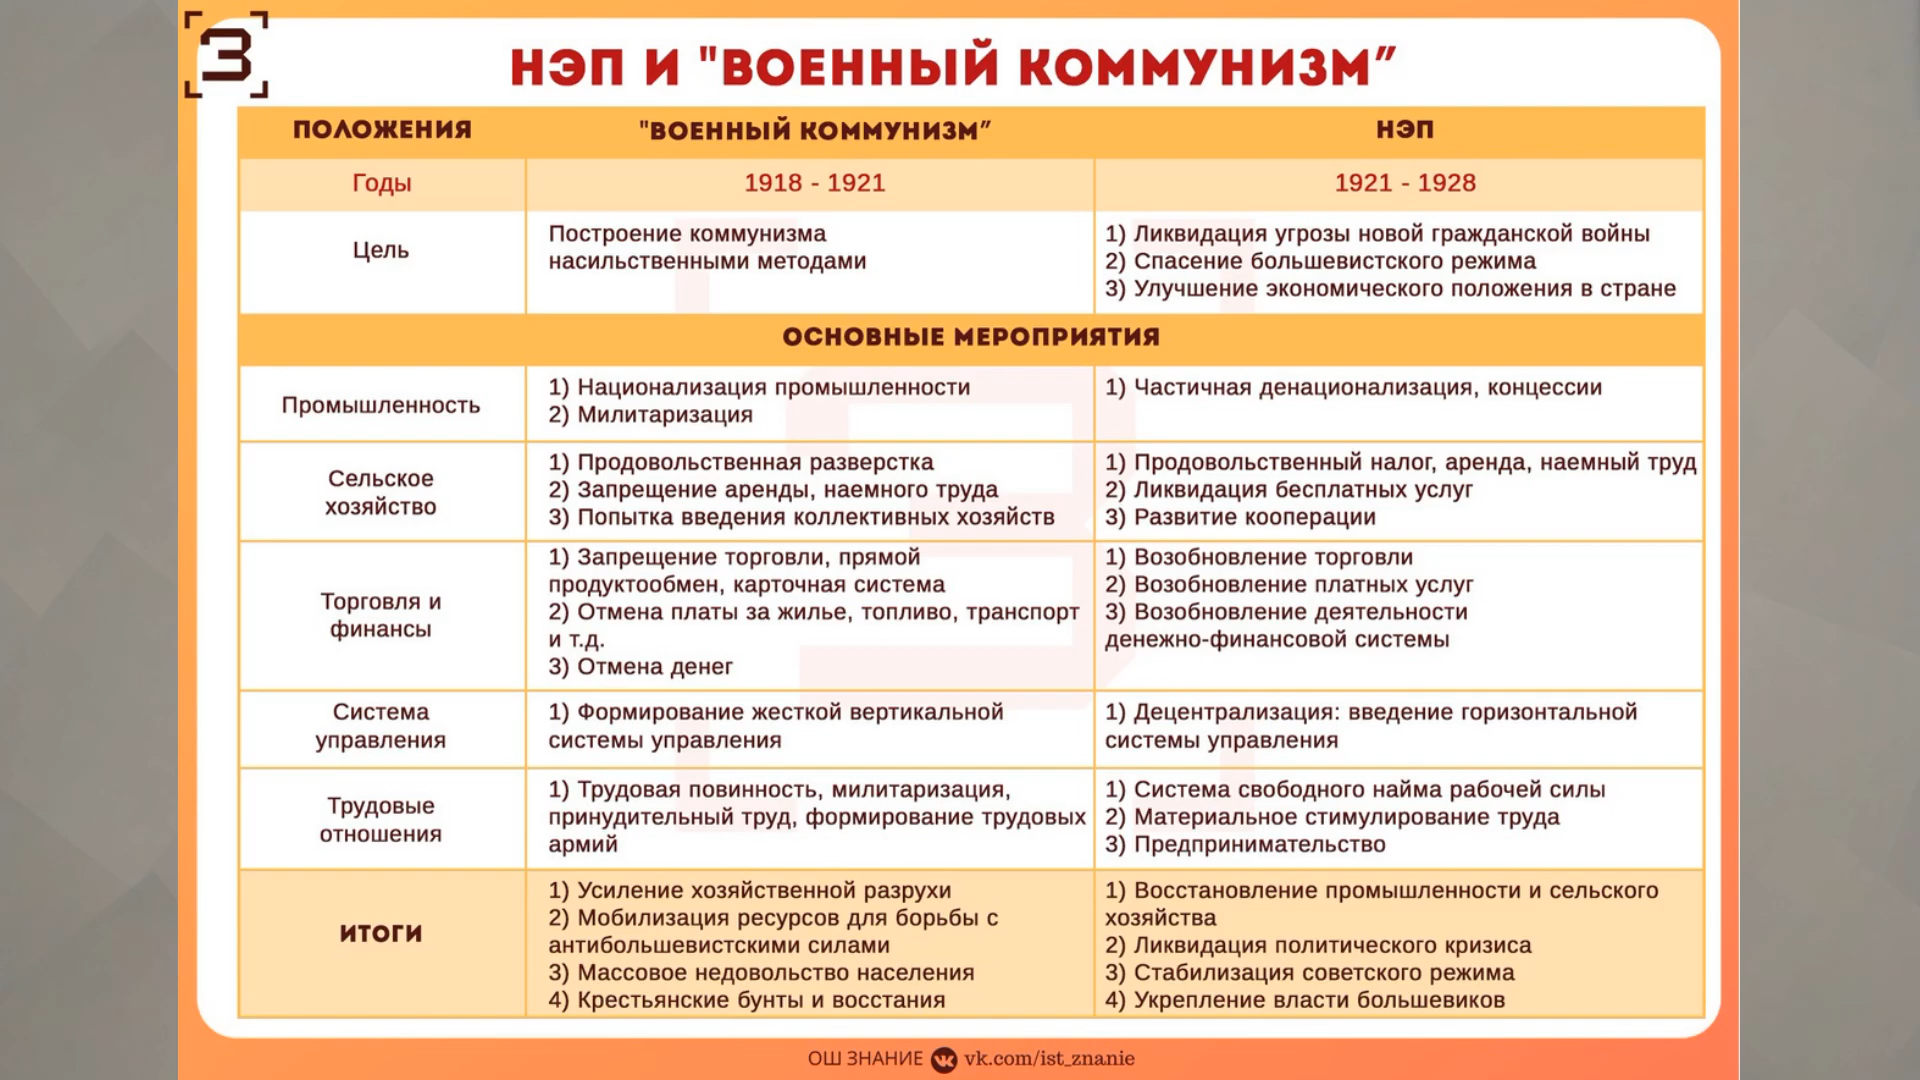 З
НЭП И "ВОЕННЫЙ КОММУНИЗМ”
ПОЛОЖЕНИЯ
"ВОЕННЫЙ КОММУНИЗМ”
НЭП
Годы
1918 - 1921
1921 - 1928
Цель
Построение коммунизма
насильственными методами
1) Ликвидация угрозы новой гражданской войны
2) Спасение большевистского режима
3) Улучшение экономического положения в стране
ОСНОВНЫЕ МЕРОПРИЯТИЯ
Промышленность
1) Национализация промышленности
2) Милитаризация
1) Частичная денационализация, концессии
Сельское
хозяйство
1) Продовольственная разверстка
2) Запрещение аренды, наемного труда
3) Попытка введения коллективных хозяйств
1) Продовольственный налог, аренда, наемный труд
2) Ликвидация бесплатных услуг
3) Развитие кооперации
Торговля и
финансы
1) Запрещение торговли, прямой
продуктообмен, карточная система
2) Отмена платы за жилье, топливо, транспорт
и т.д.
3) Отмена денег
1) Возобновление торговли
2) Возобновление платных услуг
3) Возобновление деятельности
денежно-финансовой системы
Система
управления
1) Формирование жесткой вертикальной
системы управления
1) Децентрализация: введение горизонтальной
системы управления
Трудовые
отношения
1) Трудовая повинность, милитаризация,
принудительный труд, формирование трудовых
армий
1) Система свободного найма рабочей силы
2) Материальное стимулирование труда
3) Предпринимательство
ИТОГИ
1) Усиление хозяйственной разрухи
2) Мобилизация ресурсов для борьбы с
антибольшевистскими силами
3) Массовое недовольство населения
4) Крестьянские бунты и восстания
1) Восстановление промышленности и сельского
хозяйства
2) Ликвидация политического кризиса
3) Стабилизация советского режима
4) Укрепление власти большевиков
ОШ ЗНАНИЕ vk.com/ist_znanie